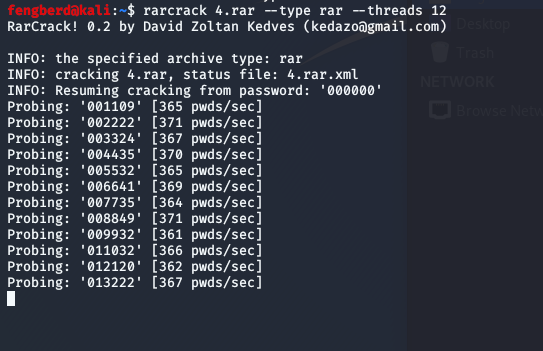 fengberd@kali:~$ rarcrack 4.rar --type rar --threads 12
RarCrack! 0.2 by David Zoltan Kedves (kedazo@gmail.com)
INFO: the specified archive type: rar
INFO: cracking 4.rar, status file: 4.rar.xml
INFO: Resuming cracking from password: '000000'
Probing: '001109' [365 pwds/sec]
Probing: '002222' [371 pwds/sec]
Probing: '003324' [367 pwds/sec]
Probing: '004435' [370 pwds/sec]
Probing: '005532' [365 pwds/sec]
Probing: '006641' [369 pwds/sec]
Probing: '007735' [364 pwds/sec]
Probing: '008849' [371 pwds/sec]
Probing: '009932' [361 pwds/sec]
Probing: '011032' [366 pwds/sec]
Probing: '012120' [362 pwds/sec]
Probing: '013222' [367 pwds/sec]
Desktop
Trash
NETWORK
Browse Netw